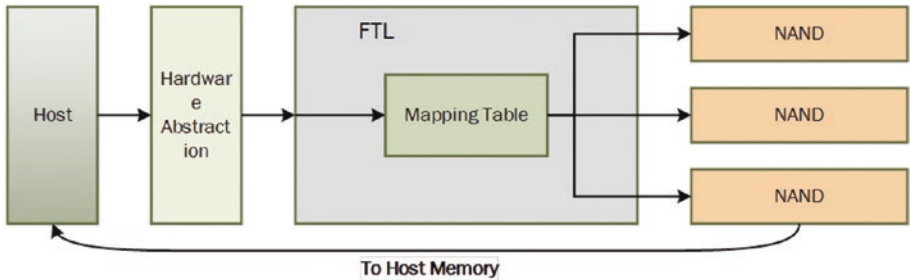 FTL
NAND
Host
Hardwar
e
Abstract
ion
Mapping Table
NAND
NAND
To Host Memory